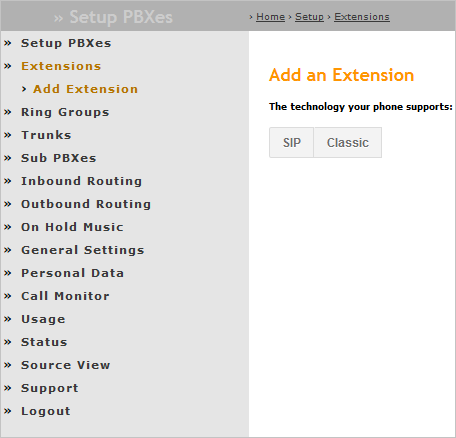 » Setup PBXes
› Home › Setup › Extensions
» Setup PBXes
» Extensions
› Add Extension
» Ring Groups
» Trunks
» Sub PBXes
» Inbound Routing
» Outbound Routing
» On Hold Music
» General Settings
» Personal Data
» Call Monitor
» Usage
» Status
» Source View
» Support
» Logout
Add an Extension
The technology your phone supports:
SIP Classic